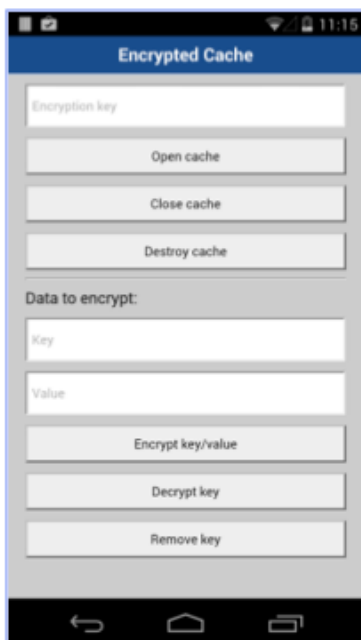 11:15
Encrypted Cache
Encryption key
Open cache
Close cache
Destroy cache
Data to encrypt:
Key
Value
Encrypt key/value
Decrypt key
Remove key